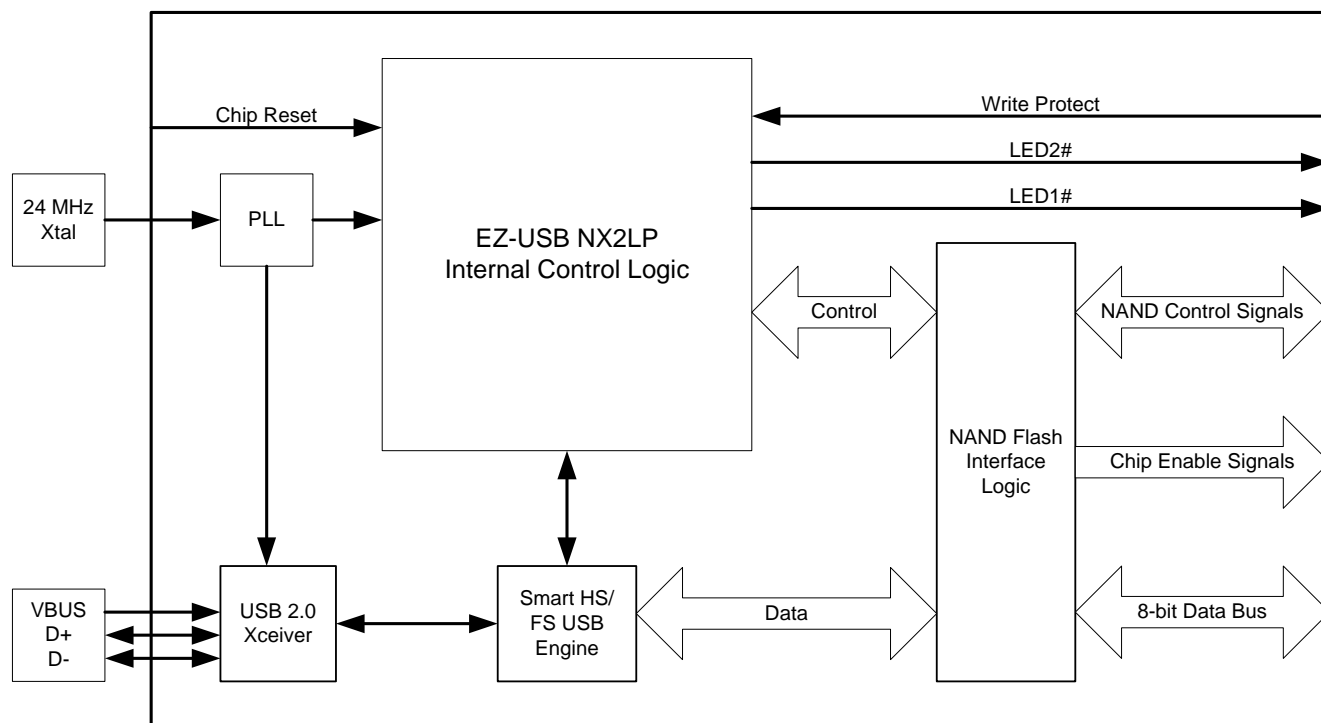 Chip Reset
Write Protect
LED2#
LED1#
24 MHz
Xtal
PLL
EZ-USB NX2LP
Internal Control Logic
Control
NAND Control Signals
NAND Flash
Interface
Logic
Chip Enable Signals
VBUS
D+
D-
USB 2.0
Xceiver
Smart HS/
FS USB
Engine
Data
8-bit Data Bus